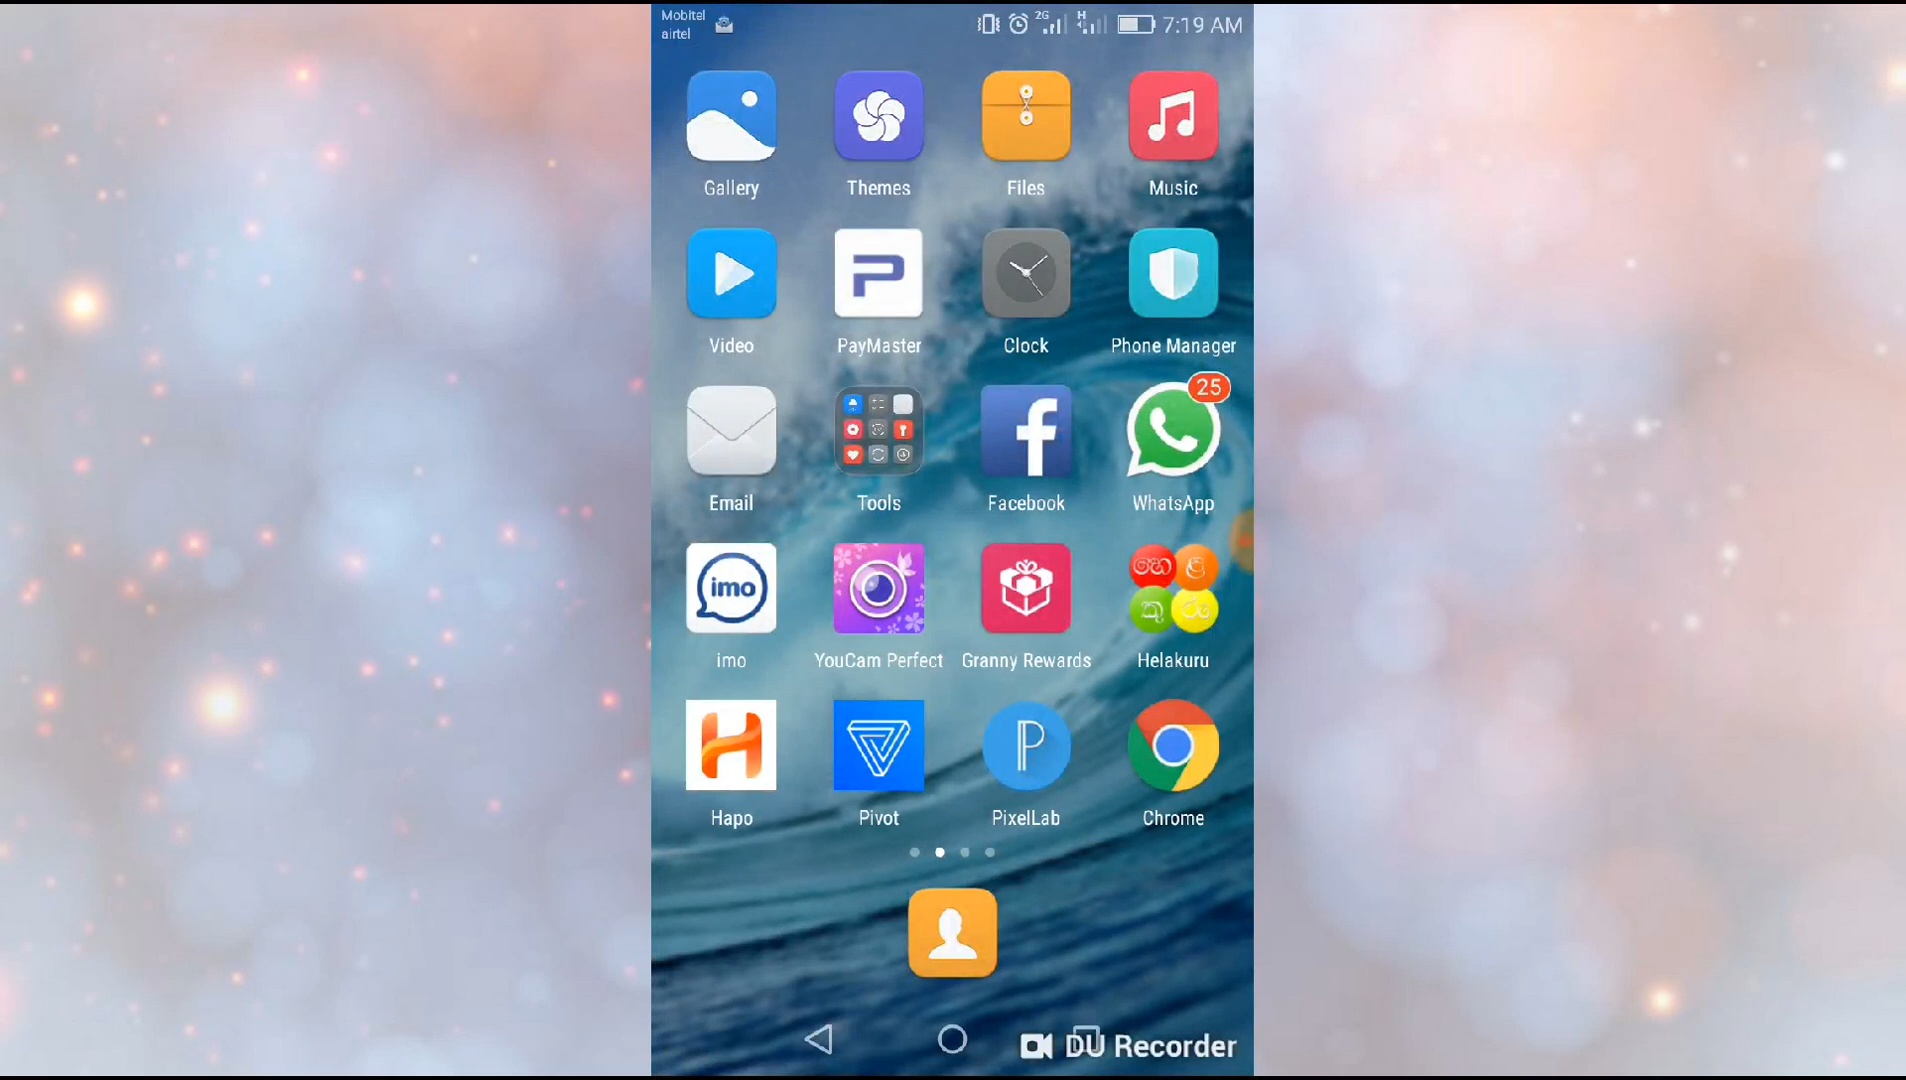 Mobitel
airtel
2G H 7:19 AM
Gallery Themes Files Music
P
Video PayMaster Clock Phone Manager
25
Email Tools Facebook WhatsApp
imo හෙ ළ
කු රු
imo YouCam Perfect Granny Rewards Helakuru
P
Hapo Pivot PixelLab Chrome
DU Recorder